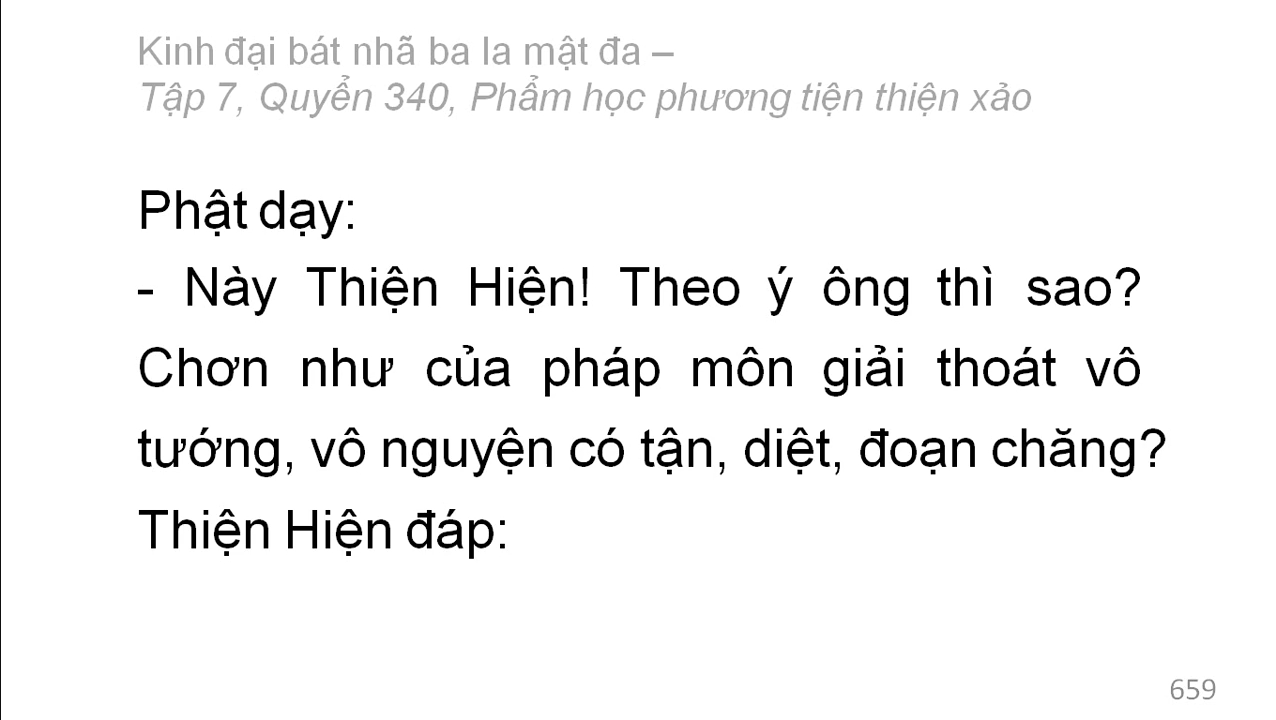 Kinh đại bát nhã ba la mật đa –
Tập 7, Quyển 340, Phẩm học phương tiện thiện xảo
Phật dạy:
- Này Thiện Hiện! Theo ý ông thì sao?
Chơn như của pháp môn giải thoát vô
tướng, vô nguyện có tận, diệt, đoạn chăng?
Thiện Hiện đáp:
659